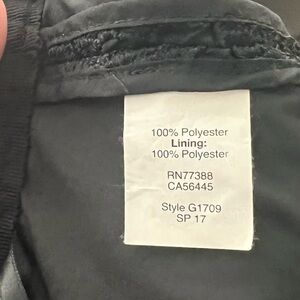 100% Polyester
Lining:
100% Polyester
RN77388
CA56445
Style G1709
SP 17